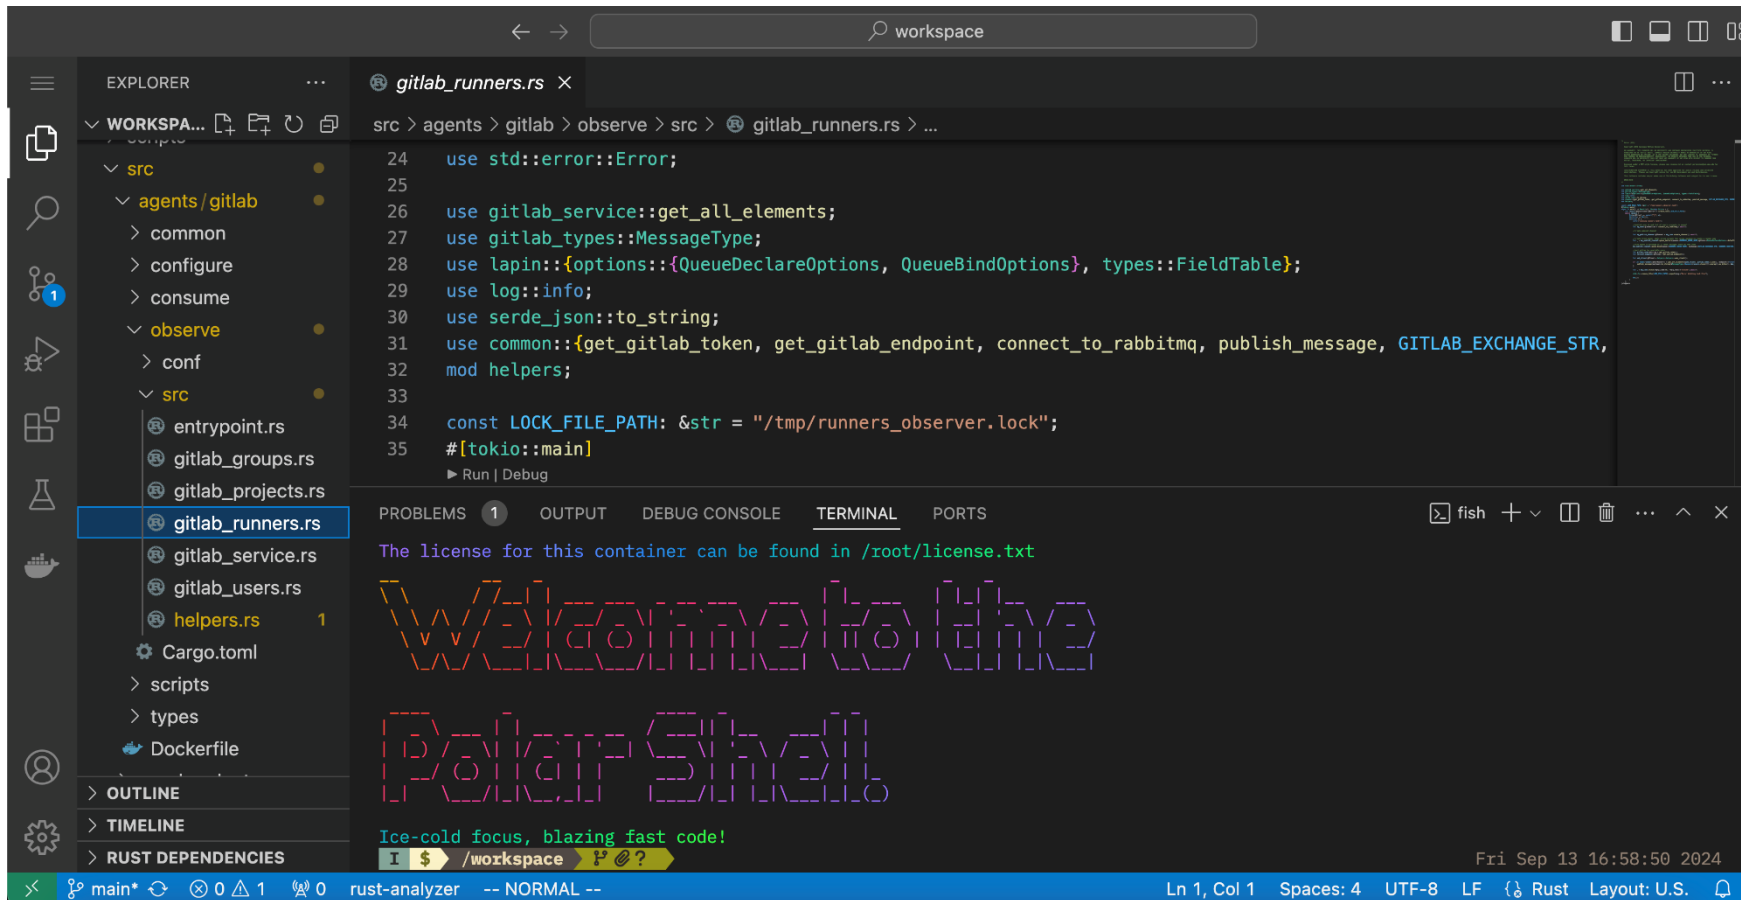 workspace
EXPLORER
gitlab_runners.rs
WORKSPA...
src > agents > gitlab > observe > src > gitlab_runners.rs > ...
scripts
src
agents/gitlab
common
configure
consume
observe
conf
src
entrypoint.rs
gitlab_groups.rs
gitlab_projects.rs
gitlab_runners.rs
gitlab_service.rs
gitlab_users.rs
helpers.rs 1
Cargo.toml
scripts
types
Dockerfile
OUTLINE
TIMELINE
RUST DEPENDENCIES
1
24 use std::error::Error;
25
26 use gitlab_service::get_all_elements;
27 use gitlab_types::MessageType;
28 use lapin::{options::{QueueDeclareOptions, QueueBindOptions}, types::FieldTable};
29 use log::info;
30 use serde_json::to_string;
31 use common::{get_gitlab_token, get_gitlab_endpoint, connect_to_rabbitmq, publish_message, GITLAB_EXCHANGE_STR,
32 mod helpers;
33
34 const LOCK_FILE_PATH: &str = "/tmp/runners_observer.lock";
35 #[tokio::main]
Run | Debug
PROBLEMS 1 OUTPUT DEBUG CONSOLE TERMINAL PORTS
fish
The license for this container can be found in /root/license.txt
Welcome to the
Polar Shell.
Ice-cold focus, blazing fast code!
I $ /workspace ?
Fri Sep 13 16:58:50 2024
main* 0 1 0 rust-analyzer -- NORMAL -- Ln 1, Col 1 Spaces: 4 UTF-8 LF Rust Layout: U.S.